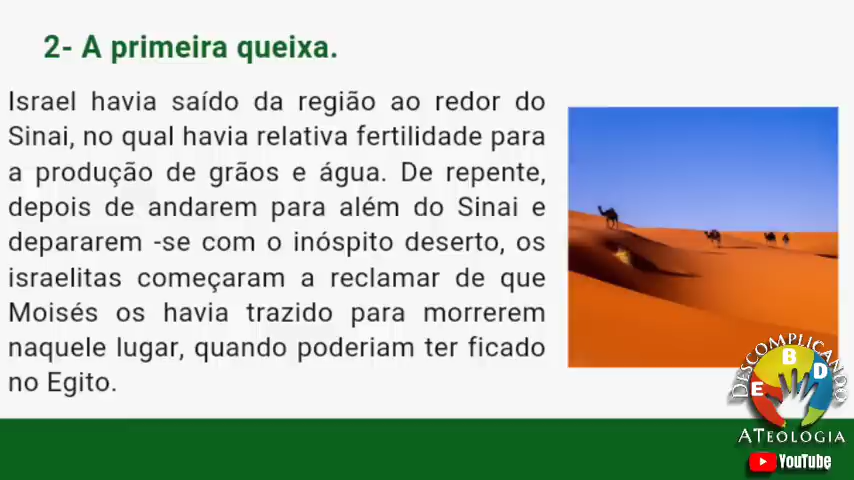 2- A primeira queixa.
Israel havia saído da região ao redor do
Sinai, no qual havia relativa fertilidade para
a produção de grãos e água. De repente,
depois de andarem para além do Sinai e
depararem -se com o inóspito deserto, os
israelitas começaram a reclamar de que
Moisés os havia trazido para morrerem
naquele lugar, quando poderiam ter ficado
no Egito.
DESCOMPLICANDO
EBD
ATEOLOGIA
YouTube